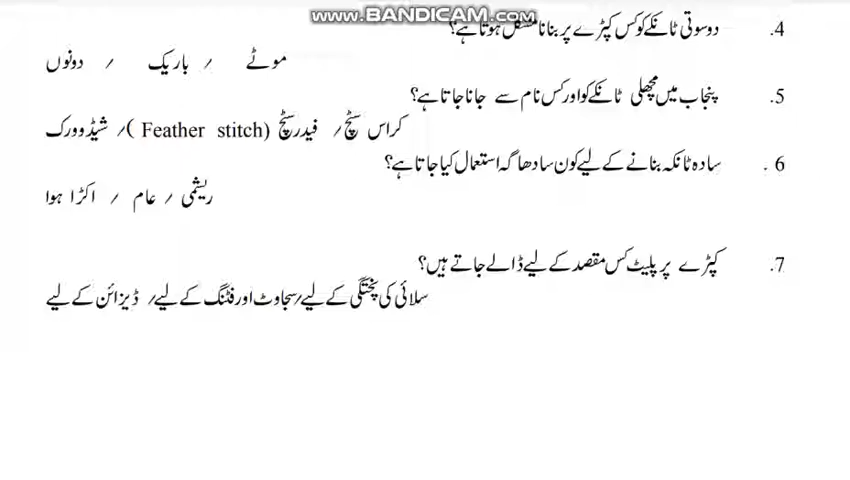 WWW.BANDICAM.COM
4. دوسوتی ٹانکے کو کس کپڑے پر بنانا مشکل ہوتا ہے؟
موٹے / باریک / دونوں
5. پنجاب میں مچھلی ٹانکے کو اور کس نام سے جانا جاتا ہے؟
کراس سٹچ / فیدر سٹچ (Feather stitch) / شیڈو ورک
6. سادہ ٹانکہ بنانے کے لیے کون سا دھاگہ استعمال کیا جاتا ہے؟
ریشمی / عام / اکڑا ہوا
7. کپڑے پر پلیٹ کس مقصد کے لیے ڈالے جاتے ہیں؟
سلائی کی پختگی کے لیے / سجاوٹ اور فٹنگ کے لیے / ڈیزائن کے لیے